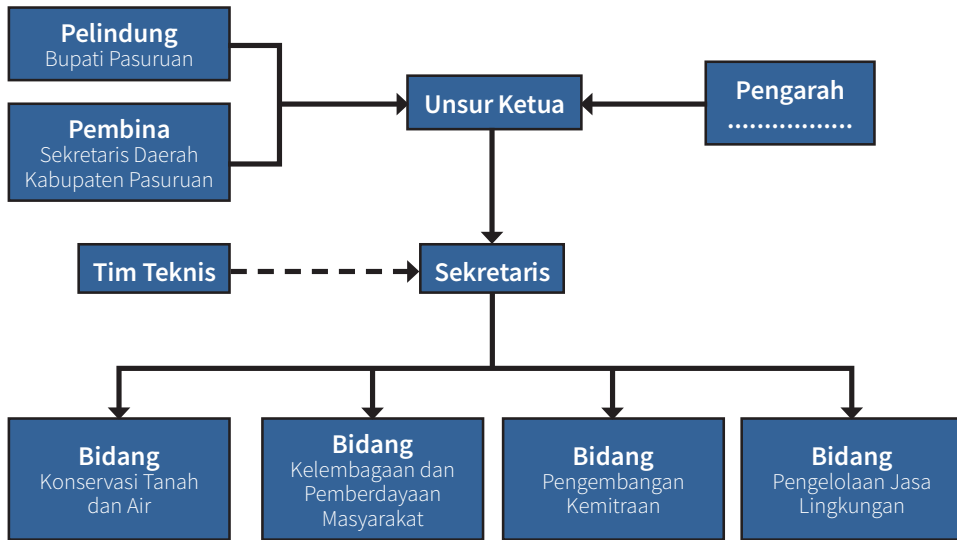 Pelindung
Bupati Pasuruan
Pembina
Sekretaris Daerah
Kabupaten Pasuruan
Unsur Ketua
Pengarah
.................
Tim Teknis
Sekretaris
Bidang
Konservasi Tanah
dan Air
Bidang
Kelembagaan dan
Pemberdayaan
Masyarakat
Bidang
Pengembangan
Kemitraan
Bidang
Pengelolaan Jasa
Lingkungan